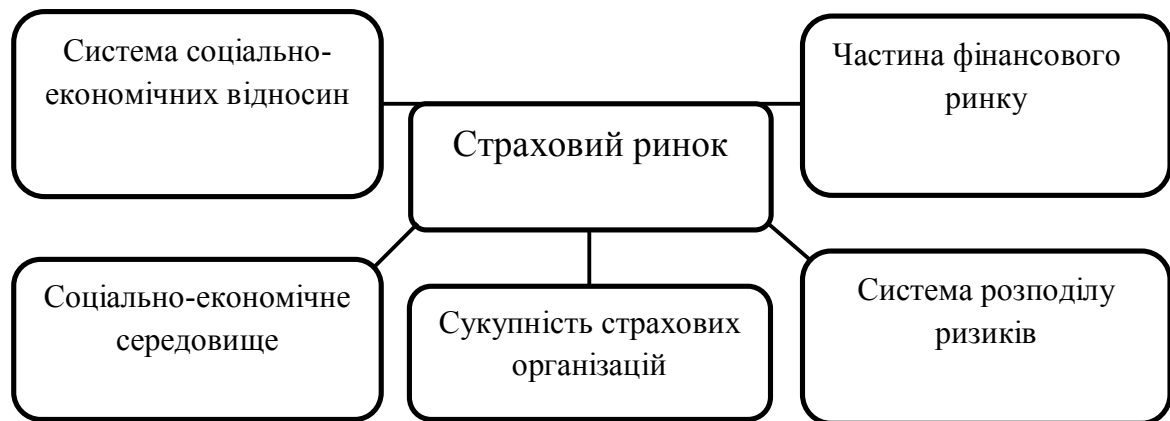 Система соціально-
економічних відносин
Частина фінансового
ринку
Страховий ринок
Соціально-економічне
середовище
Сукупність страхових
організацій
Система розподілу
ризиків